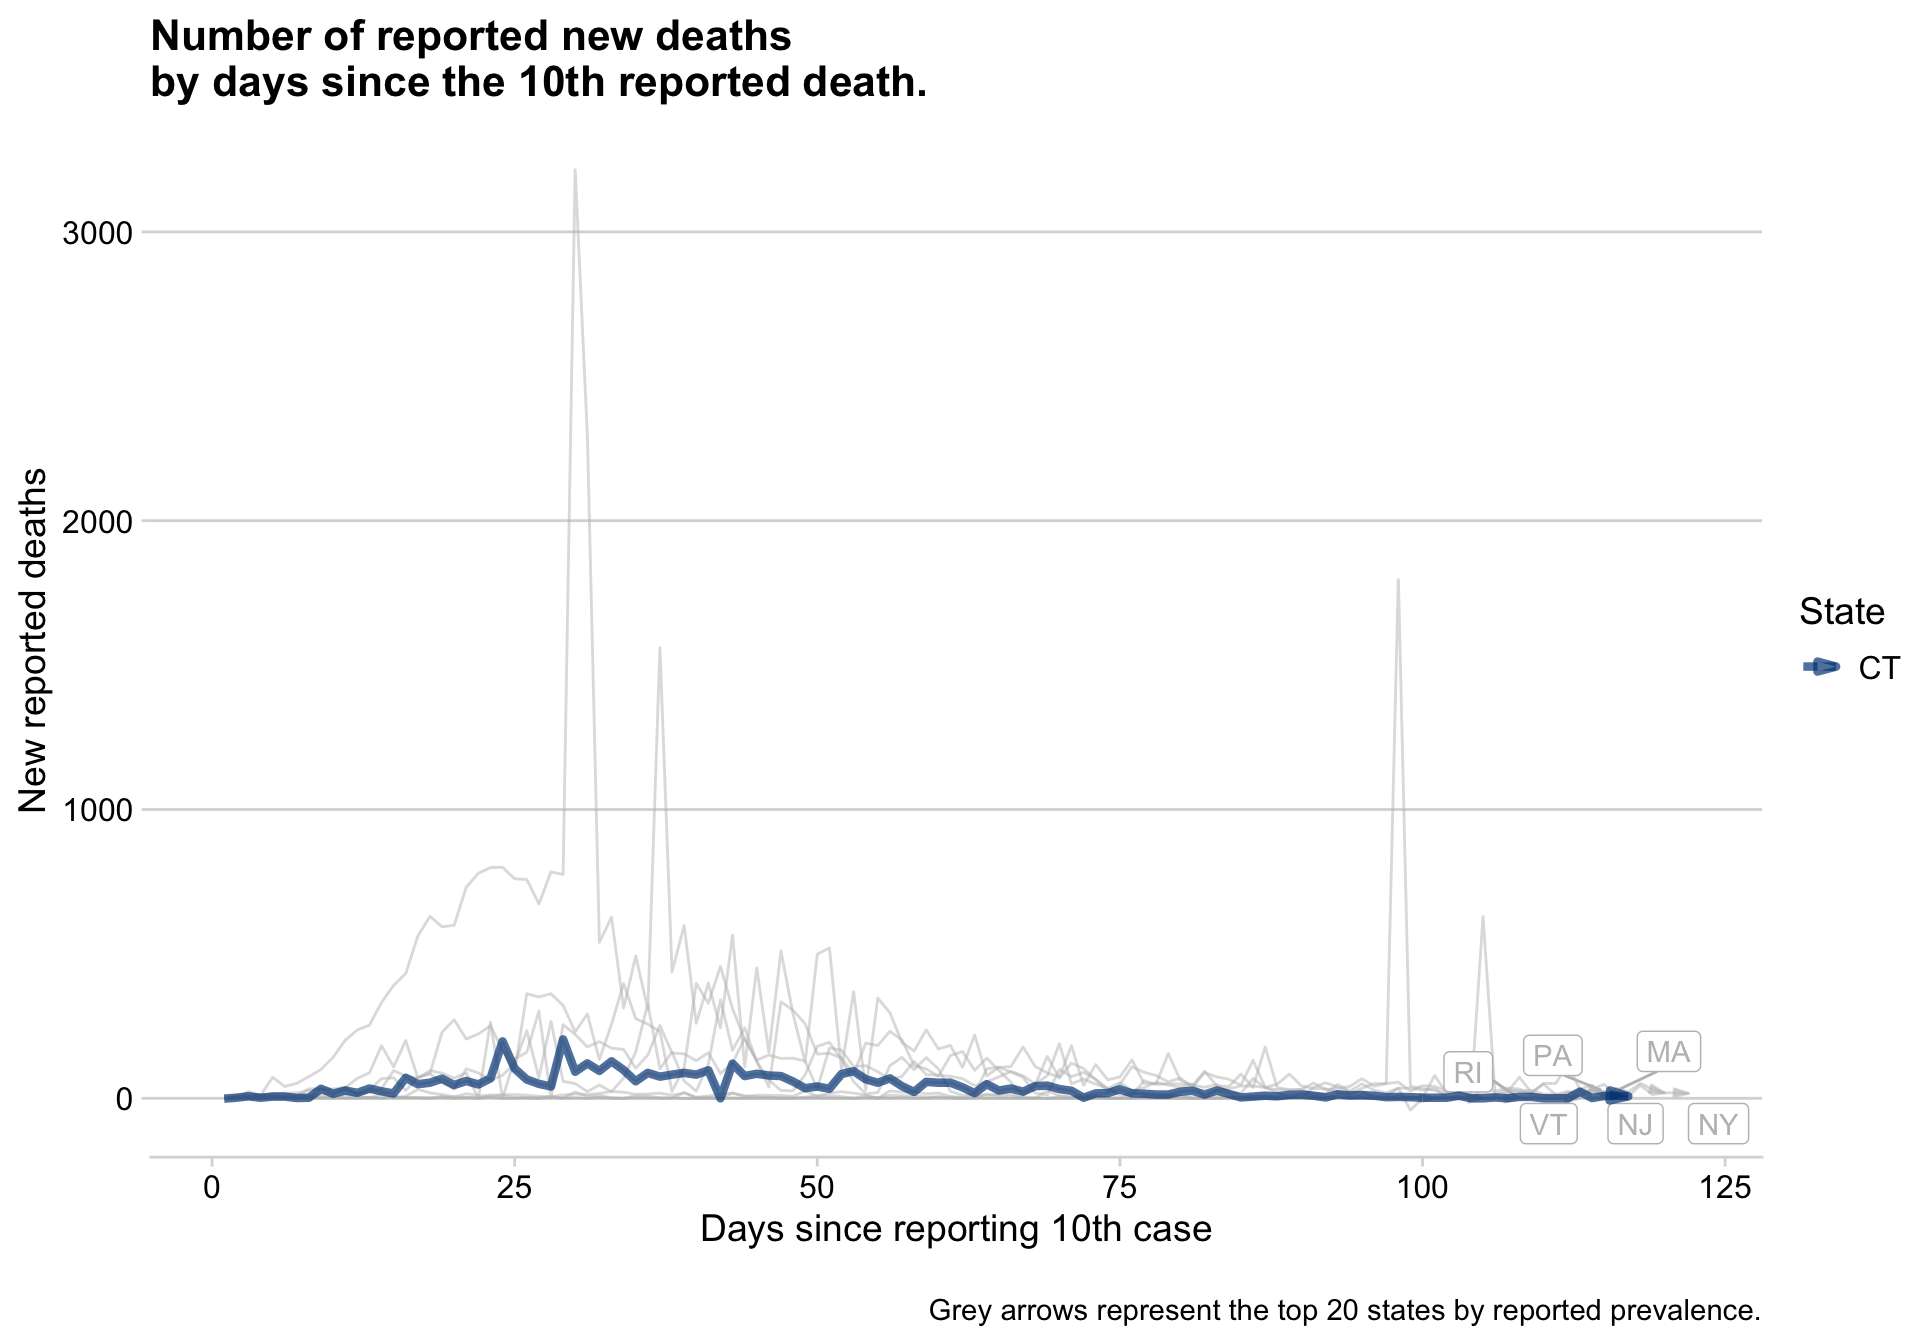 Number of reported new deaths
by days since the 10th reported death.
New reported deaths
3000
2000
1000
0
State
CT
RI
PA
MA
VT
NJ
NY
0
25
50
75
100
125
Days since reporting 10th case
Grey arrows represent the top 20 states by reported prevalence.